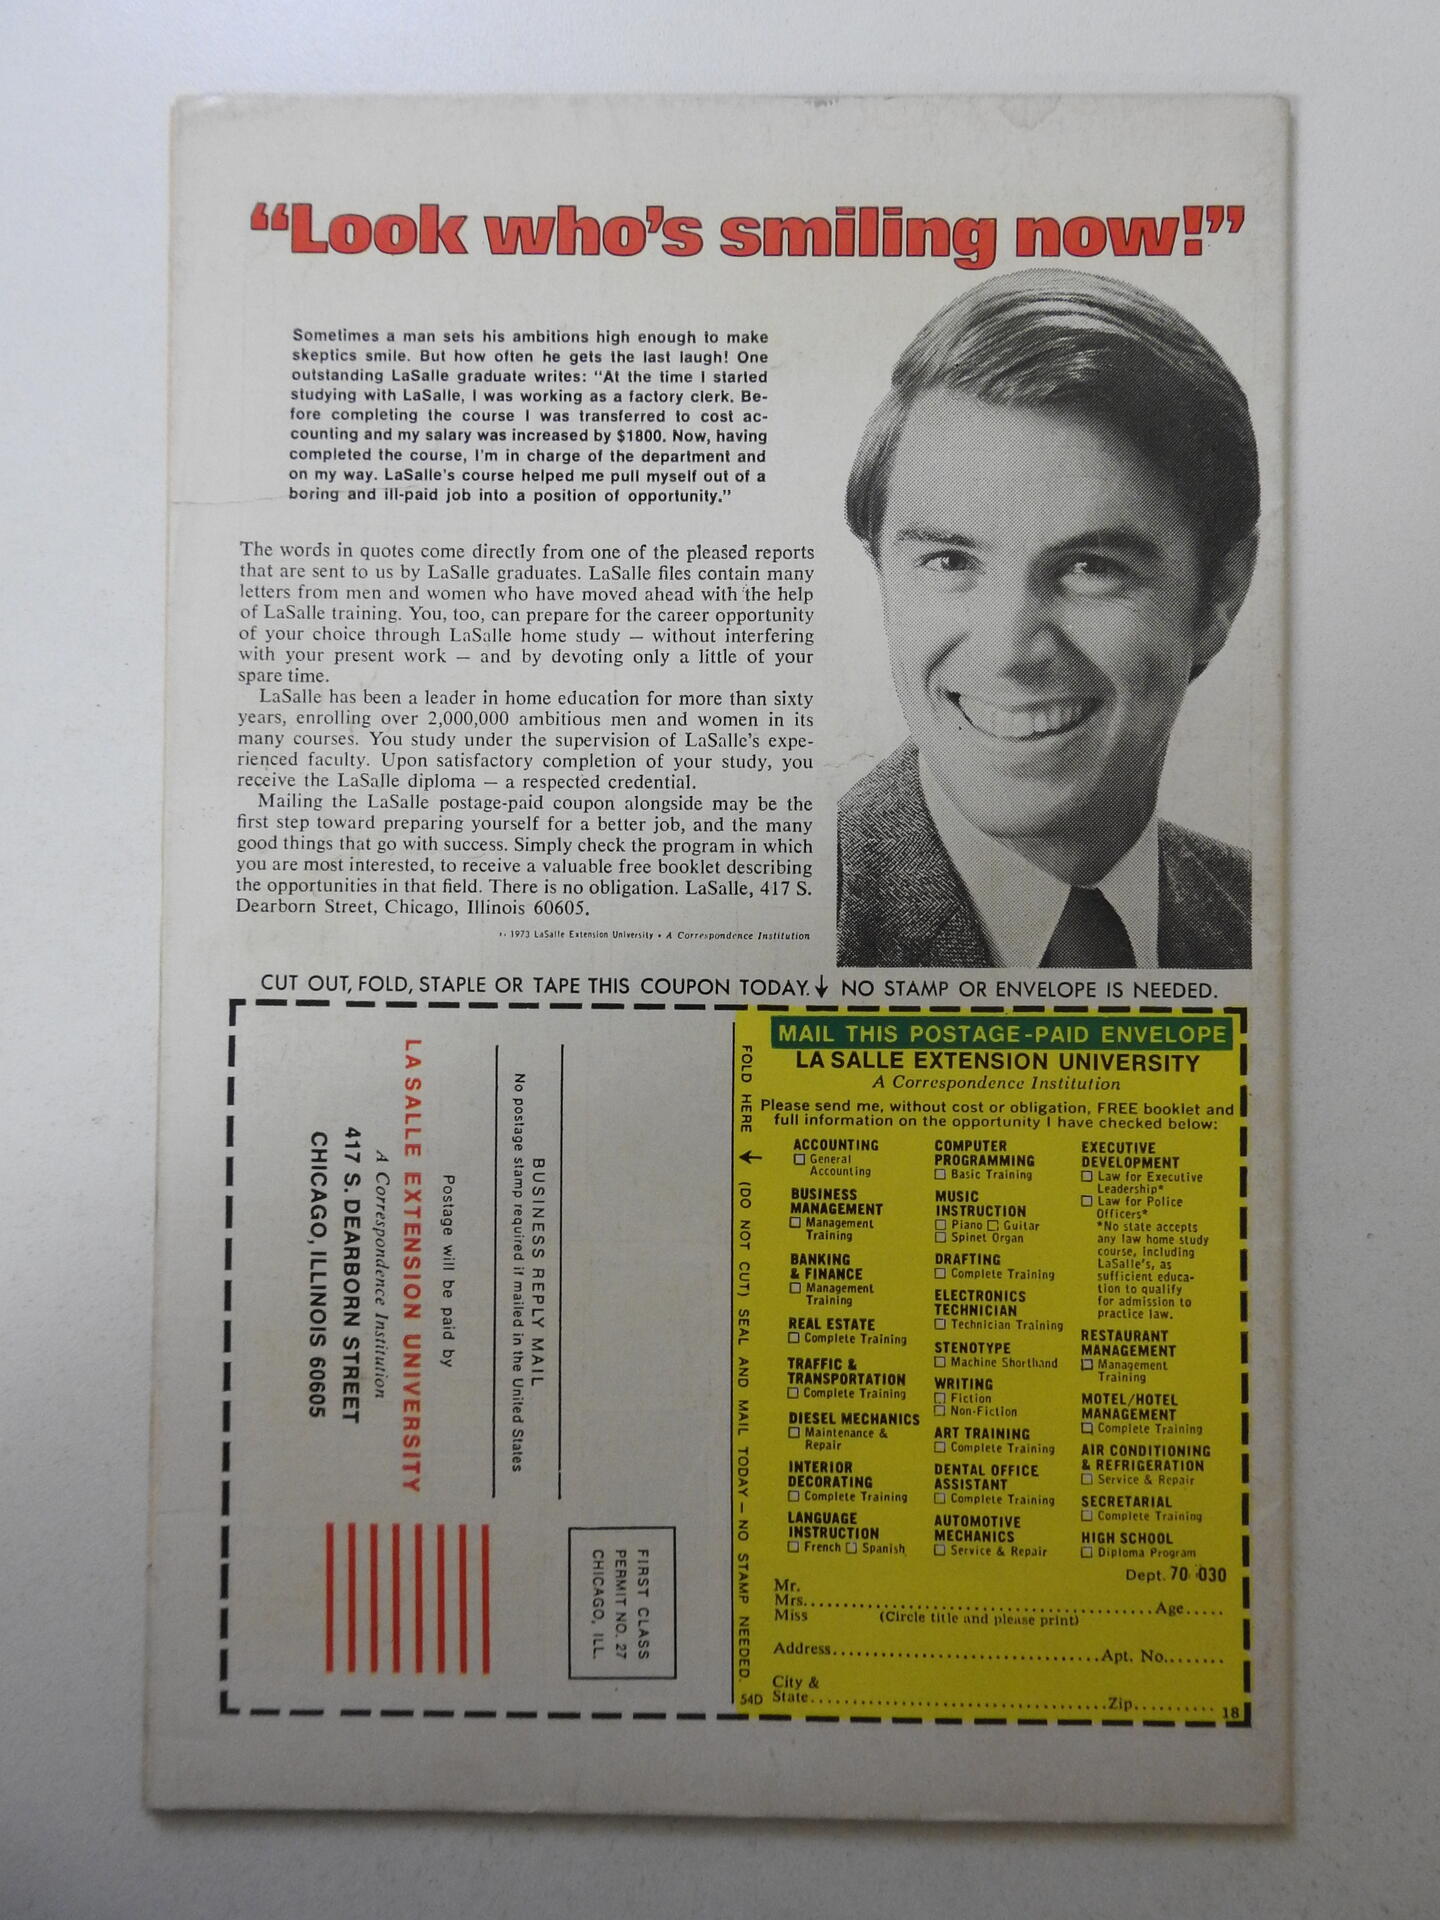 “Look who’s smiling now!”
Sometimes a man sets his ambitions high enough to make
skeptics smile. But how often he gets the last laugh! One
outstanding LaSalle graduate writes: “At the time I started
studying with LaSalle, I was working as a factory clerk. Be-
fore completing the course I was transferred to cost ac-
counting and my salary was increased by $1800. Now, having
completed the course, I'm in charge of the department and
on my way. LaSalle's course helped me pull myself out of a
boring and ill-paid job into a position of opportunity.”
The words in quotes come directly from one of the pleased reports
that are sent to us by LaSalle graduates. LaSalle files contain many
letters from men and women who have moved ahead with the help
of LaSalle training. You, too, can prepare for the career opportunity
of your choice through LaSalle home study — without interfering
with your present work — and by devoting only a little of your
spare time.
LaSalle has been a leader in home education for more than sixty
years, enrolling over 2,000,000 ambitious men and women in its
many courses. You study under the supervision of LaSalle's expe-
rienced faculty. Upon satisfactory completion of your study, you
receive the LaSalle diploma — a respected credential.
Mailing the LaSalle postage-paid coupon alongside may be the
first step toward preparing yourself for a better job, and the many
good things that go with success. Simply check the program in which
you are most interested, to receive a valuable free booklet describing
the opportunities in that field. There is no obligation. LaSalle, 417 S.
Dearborn Street, Chicago, Illinois 60605.
1973 LaSalle Extension University • A Correspondence Institution
CUT OUT, FOLD, STAPLE OR TAPE THIS COUPON TODAY.↓ NO STAMP OR ENVELOPE IS NEEDED.
FIRST CLASS
PERMIT NO. 27
CHICAGO, ILL.
BUSINESS REPLY MAIL
No postage stamp required if mailed in the United States
Postage will be paid by
LA SALLE EXTENSION UNIVERSITY
A Correspondence Institution
417 S. DEARBORN STREET
CHICAGO, ILLINOIS 60605
FOLD HERE ← (DO NOT CUT) SEAL AND MAIL TODAY — NO STAMP NEEDED.
54D
MAIL THIS POSTAGE-PAID ENVELOPE
LA SALLE EXTENSION UNIVERSITY
A Correspondence Institution
Please send me, without cost or obligation, FREE booklet and
full information on the opportunity I have checked below:
ACCOUNTING
☐ General
Accounting
BUSINESS
MANAGEMENT
☐ Management
Training
BANKING
& FINANCE
☐ Management
Training
REAL ESTATE
☐ Complete Training
TRAFFIC &
TRANSPORTATION
☐ Complete Training
DIESEL MECHANICS
☐ Maintenance &
Repair
INTERIOR
DECORATING
☐ Complete Training
LANGUAGE
INSTRUCTION
☐ French ☐ Spanish
COMPUTER
PROGRAMMING
☐ Basic Training
MUSIC
INSTRUCTION
☐ Piano ☐ Guitar
☐ Spinet Organ
DRAFTING
☐ Complete Training
ELECTRONICS
TECHNICIAN
☐ Technician Training
STENOTYPE
☐ Machine Shorthand
WRITING
☐ Fiction
☐ Non-Fiction
ART TRAINING
☐ Complete Training
DENTAL OFFICE
ASSISTANT
☐ Complete Training
AUTOMOTIVE
MECHANICS
☐ Service & Repair
EXECUTIVE
DEVELOPMENT
☐ Law for Executive
Leadership*
☐ Law for Police
Officers*
*No state accepts
any law home study
course, including
LaSalle's, as
sufficient educa-
tion to qualify
for admission to
practice law.
RESTAURANT
MANAGEMENT
☐ Management
Training
MOTEL/HOTEL
MANAGEMENT
☐ Complete Training
AIR CONDITIONING
& REFRIGERATION
☐ Service & Repair
SECRETARIAL
☐ Complete Training
HIGH SCHOOL
☐ Diploma Program
Dept. 70 030
Mr.
Mrs. Age
Miss (Circle title and please print)
Address Apt. No.
City &
State Zip
18